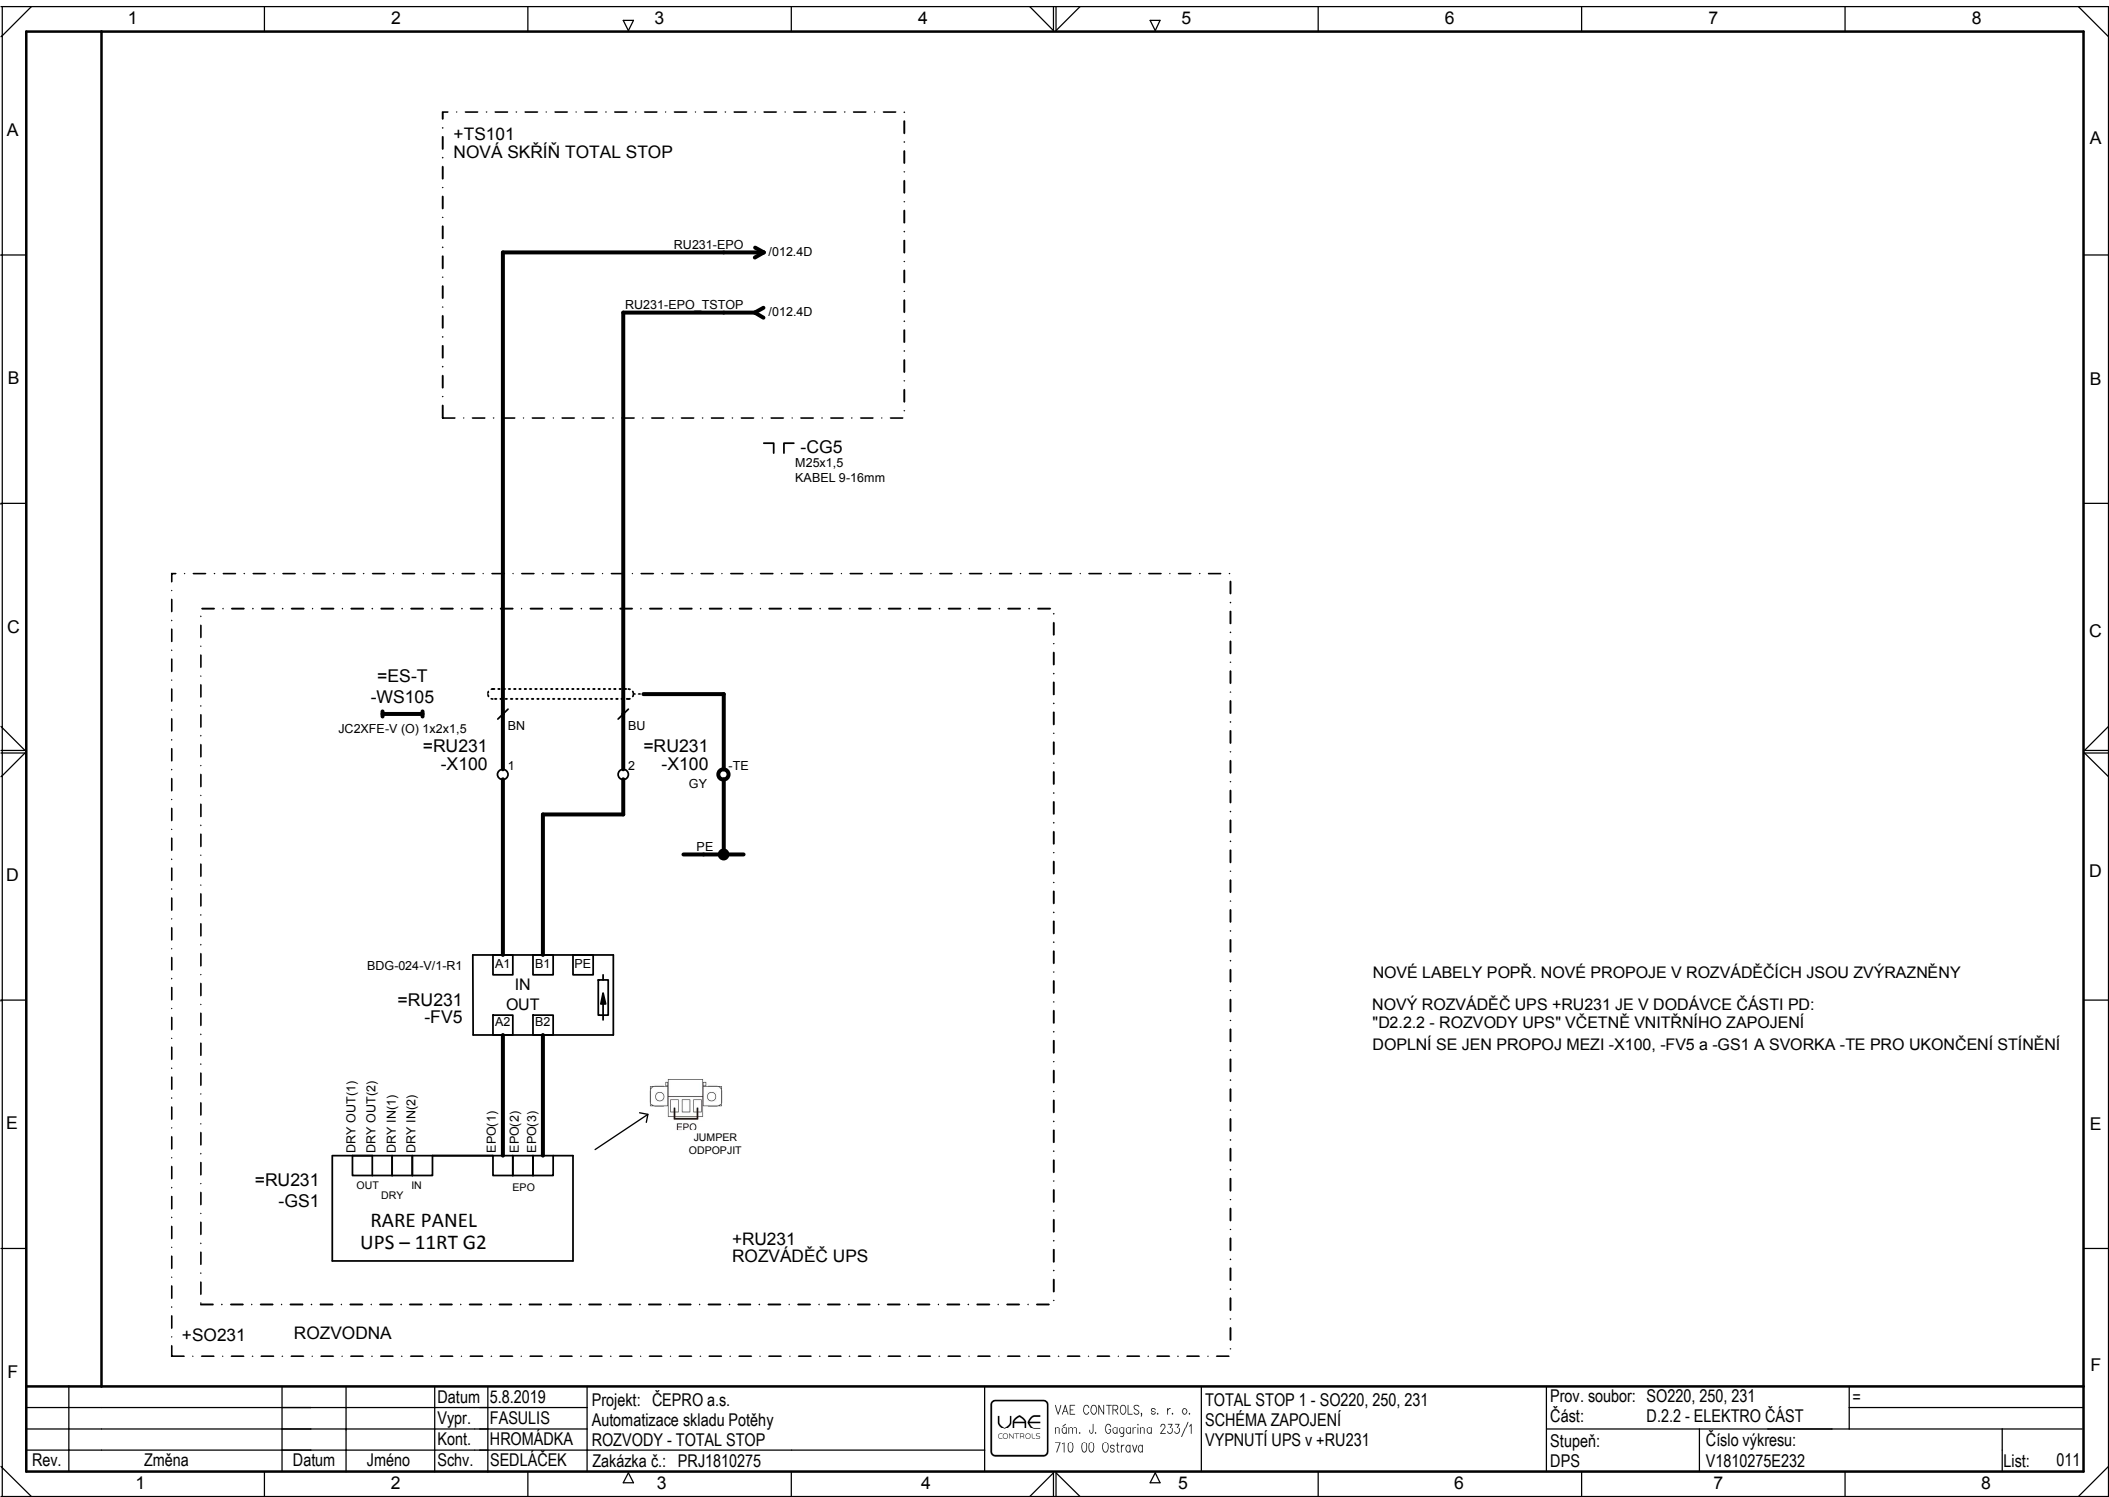 1 2 3 4 5 6 7 8
A A
+TS101
NOVÁ SKŘÍŇ TOTAL STOP
RU231-EPO /012.4D
RU231-EPO_TSTOP /012.4D
B B
-CG5
M25x1,5
KABEL 9-16mm
C C
=ES-T
-WS105
JC2XFE-V (O) 1x2x1,5
BN BU
=RU231 =RU231
-X100 1 2 -X100 -TE
GY
PE
D D
BDG-024-V/1-R1 A1 B1 PE
IN
=RU231 OUT
-FV5
A2 B2
NOVÉ LABELY POPŘ. NOVÉ PROPOJE V ROZVÁDĚČÍCH JSOU ZVÝRAZNĚNY
NOVÝ ROZVÁDĚČ UPS +RU231 JE V DODÁVCE ČÁSTI PD:
"D2.2.2 - ROZVODY UPS" VČETNĚ VNITŘNÍHO ZAPOJENÍ
DOPLNÍ SE JEN PROPOJ MEZI -X100, -FV5 a -GS1 A SVORKA -TE PRO UKONČENÍ STÍNĚNÍ
E E
DRY OUT(1)
DRY OUT(2)
DRY IN(1)
DRY IN(2)
EPO(1)
EPO(2)
EPO(3)
EPO
JUMPER
ODPOPJIT
=RU231
-GS1
OUT IN
DRY
EPO
RARE PANEL
UPS – 11RT G2
+RU231
ROZVÁDĚČ UPS
+SO231 ROZVODNA
F F
Datum 5.8.2019
Vypr. FASULIS
Kont. HROMÁDKA
Rev. Změna Datum Jméno Schv. SEDLÁČEK
Projekt: ČEPRO a.s.
Automatizace skladu Potěhy
ROZVODY - TOTAL STOP
Zakázka č.: PRJ1810275
VAE
CONTROLS
VAE CONTROLS, s. r. o.
nám. J. Gagarina 233/1
710 00 Ostrava
TOTAL STOP 1 - SO220, 250, 231
SCHÉMA ZAPOJENÍ
VYPNUTÍ UPS v +RU231
Prov. soubor: SO220, 250, 231 =
Část: D.2.2 - ELEKTRO ČÁST
Stupeň: Číslo výkresu:
DPS V1810275E232 List: 011
1 2 3 4 5 6 7 8